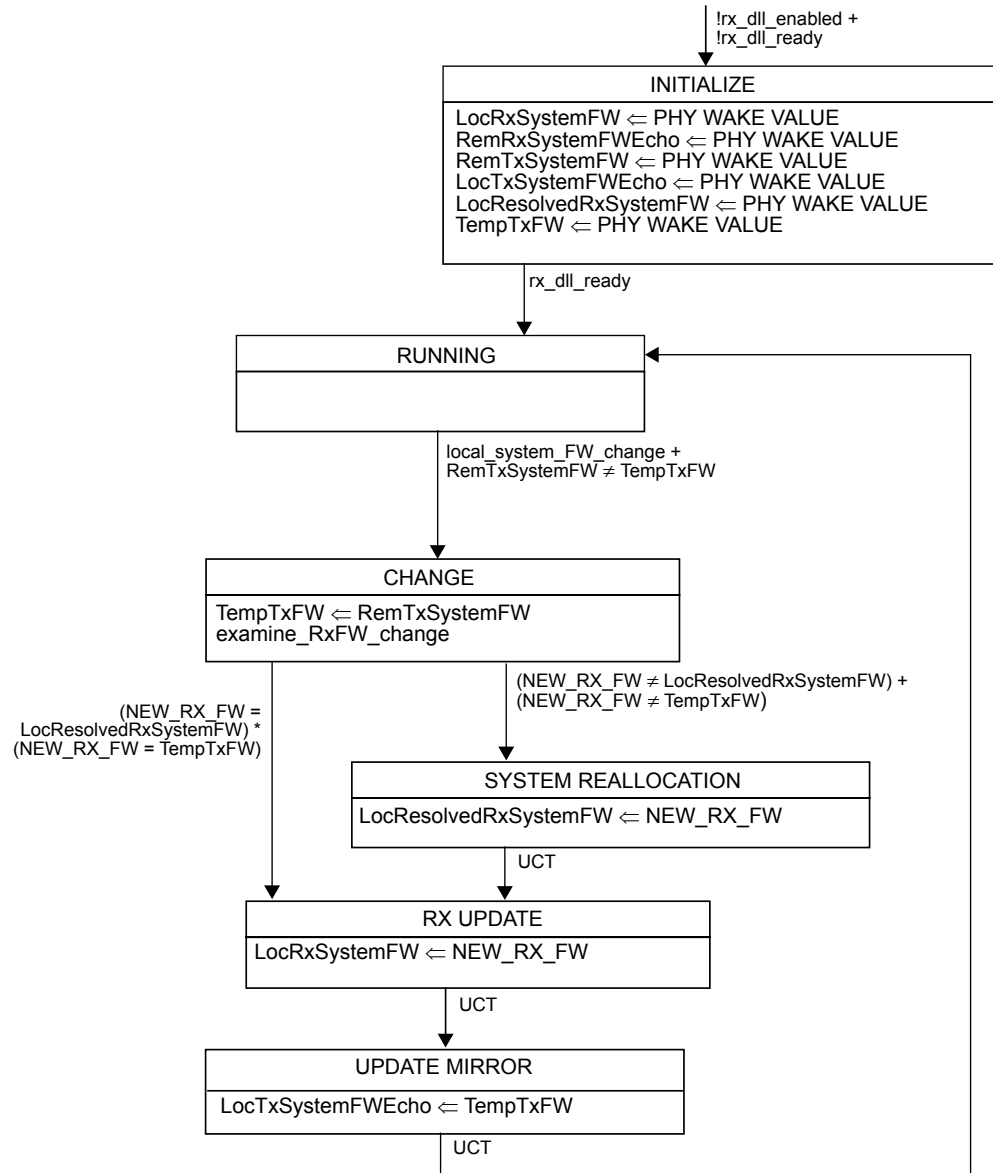 !rx_dll_enabled +
!rx_dll_ready
INITIALIZE
LocRxSystemFW ⇐ PHY WAKE VALUE
RemRxSystemFWEcho ⇐ PHY WAKE VALUE
RemTxSystemFW ⇐ PHY WAKE VALUE
LocTxSystemFWEcho ⇐ PHY WAKE VALUE
LocResolvedRxSystemFW ⇐ PHY WAKE VALUE
TempTxFW ⇐ PHY WAKE VALUE
rx_dll_ready
RUNNING
local_system_FW_change +
RemTxSystemFW ≠ TempTxFW
CHANGE
TempTxFW ⇐ RemTxSystemFW
examine_RxFW_change
(NEW_RX_FW ≠ LocResolvedRxSystemFW) +
(NEW_RX_FW ≠ TempTxFW)
(NEW_RX_FW =
LocResolvedRxSystemFW) *
(NEW_RX_FW = TempTxFW)
SYSTEM REALLOCATION
LocResolvedRxSystemFW ⇐ NEW_RX_FW
UCT
RX UPDATE
LocRxSystemFW ⇐ NEW_RX_FW
UCT
UPDATE MIRROR
LocTxSystemFWEcho ⇐ TempTxFW
UCT